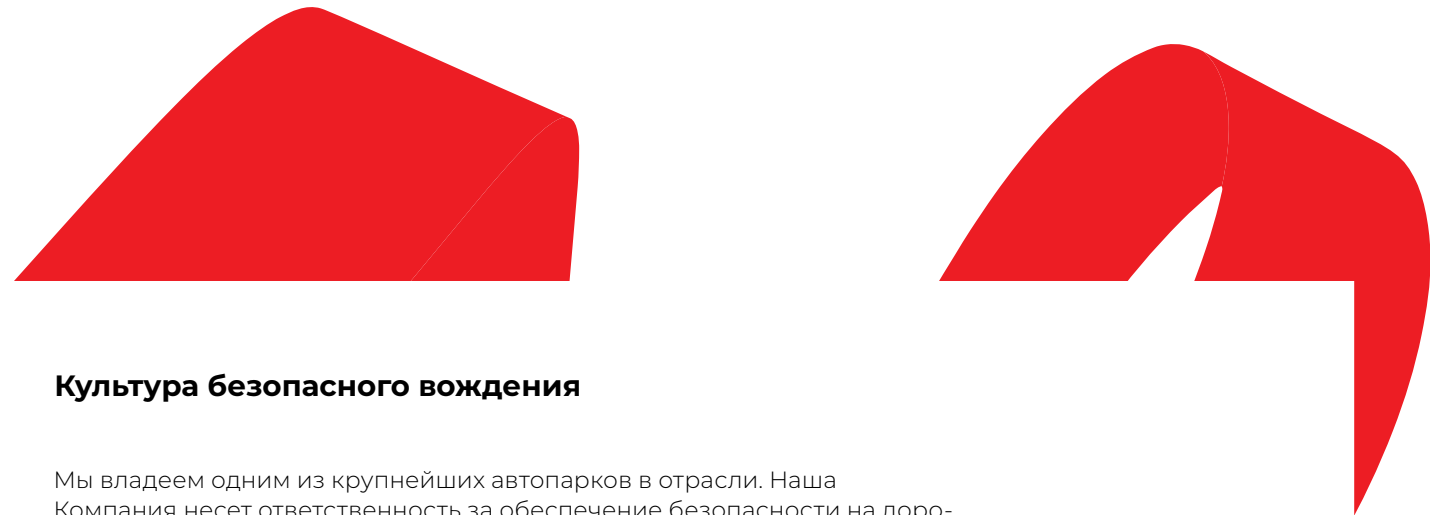 Культура безопасного вождения
Мы владеем одним из крупнейших автопарков в отрасли. Наша
Компания несет ответственность за обеспечение безопасности на доро-